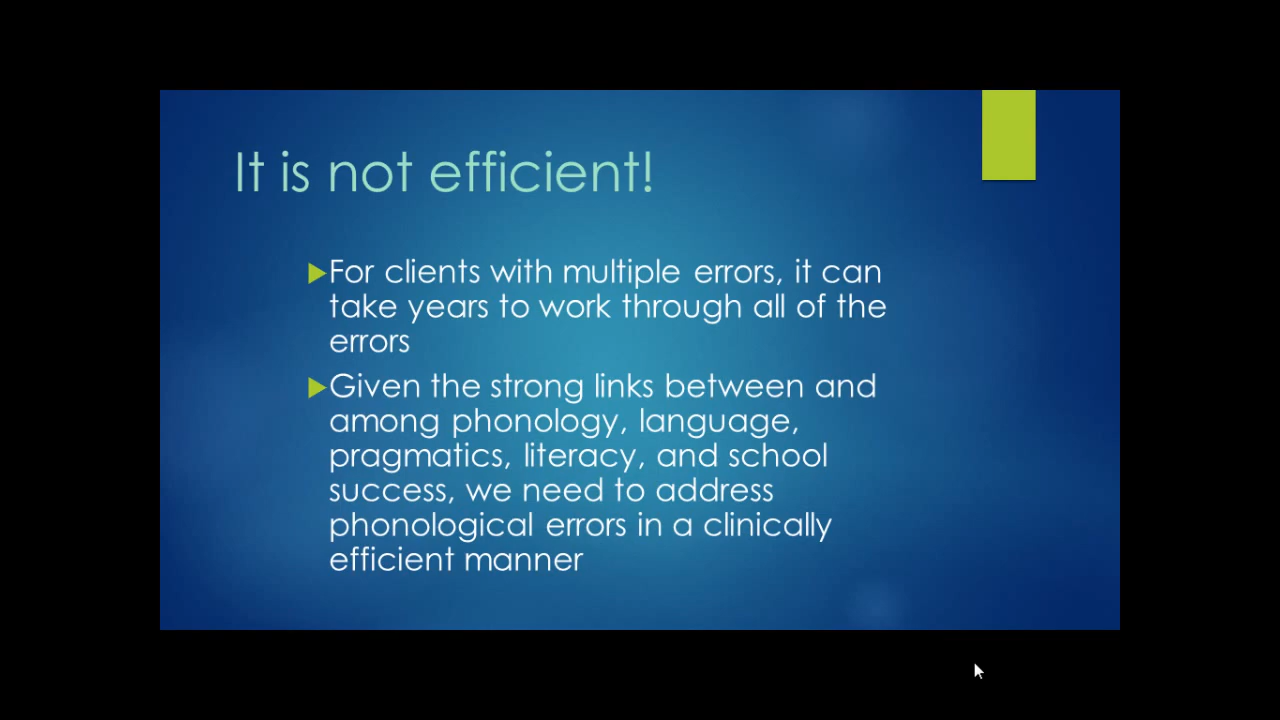 It is not efficient!
For clients with multiple errors, it can
take years to work through all of the
errors
Given the strong links between and
among phonology, language,
pragmatics, literacy, and school
success, we need to address
phonological errors in a clinically
efficient manner